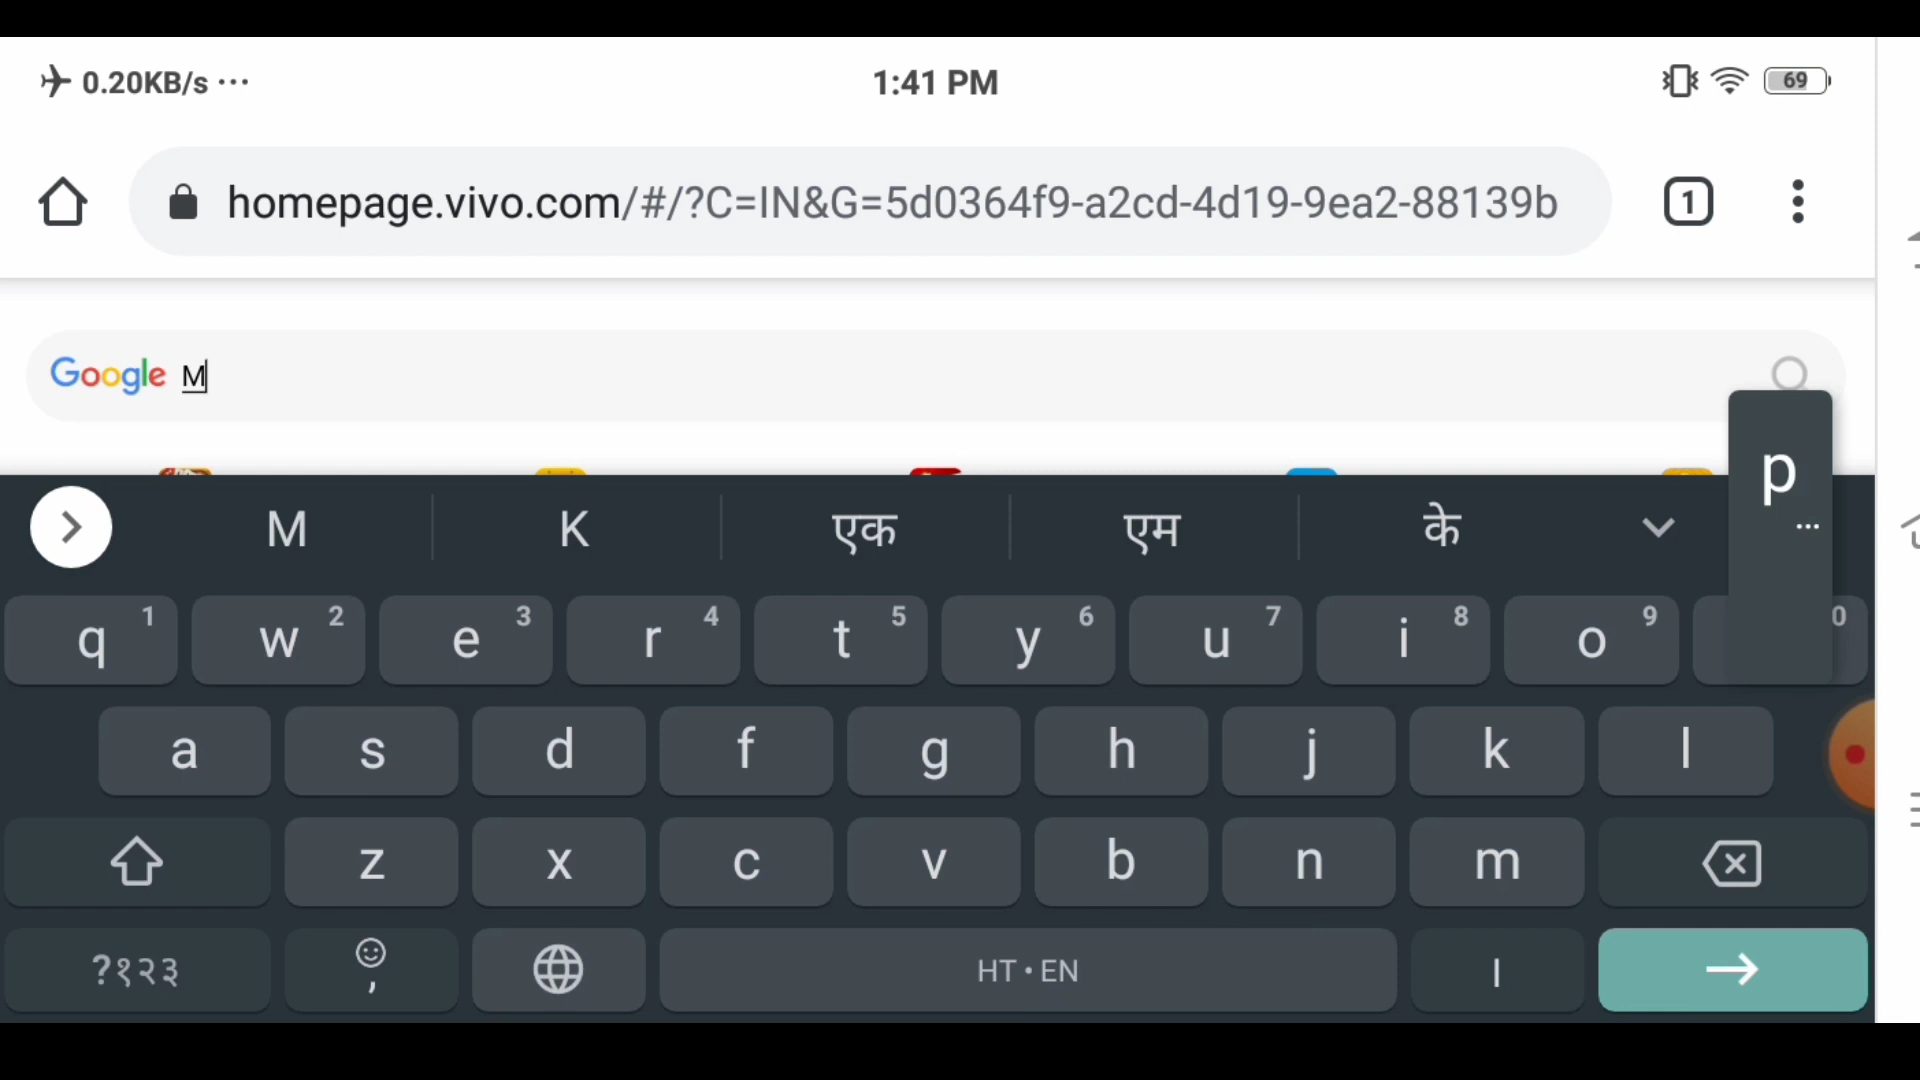 0.20KB/s ...
1:41 PM
69
homepage.vivo.com/#/?C=IN&G=5d0364f9-a2cd-4d19-9ea2-88139b
1
Google M
p
...
M K एक एम के
q 1 w 2 e 3 r 4 t 5 y 6 u 7 i 8 o 9 0
a s d f g h j k l
z x c v b n m
?१२३ , HT • EN |